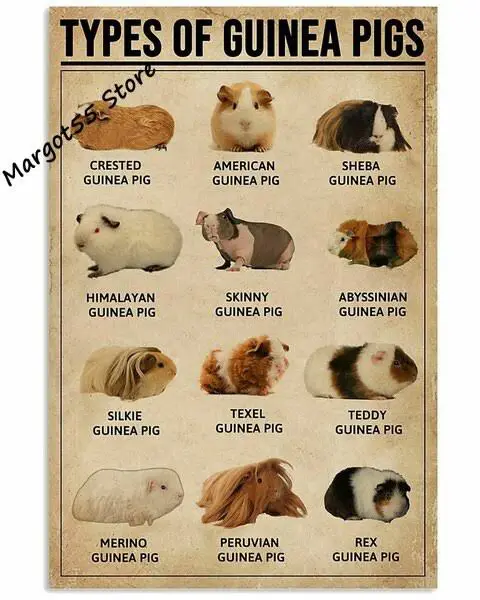 TYPES OF GUINEA PIGS
Margot55 Store
CRESTED
GUINEA PIG
AMERICAN
GUINEA PIG
SHEBA
GUINEA PIG
HIMALAYAN
GUINEA PIG
SKINNY
GUINEA PIG
ABYSSINIAN
GUINEA PIG
SILKIE
GUINEA PIG
TEXEL
GUINEA PIG
TEDDY
GUINEA PIG
MERINO
GUINEA PIG
PERUVIAN
GUINEA PIG
REX
GUINEA PIG